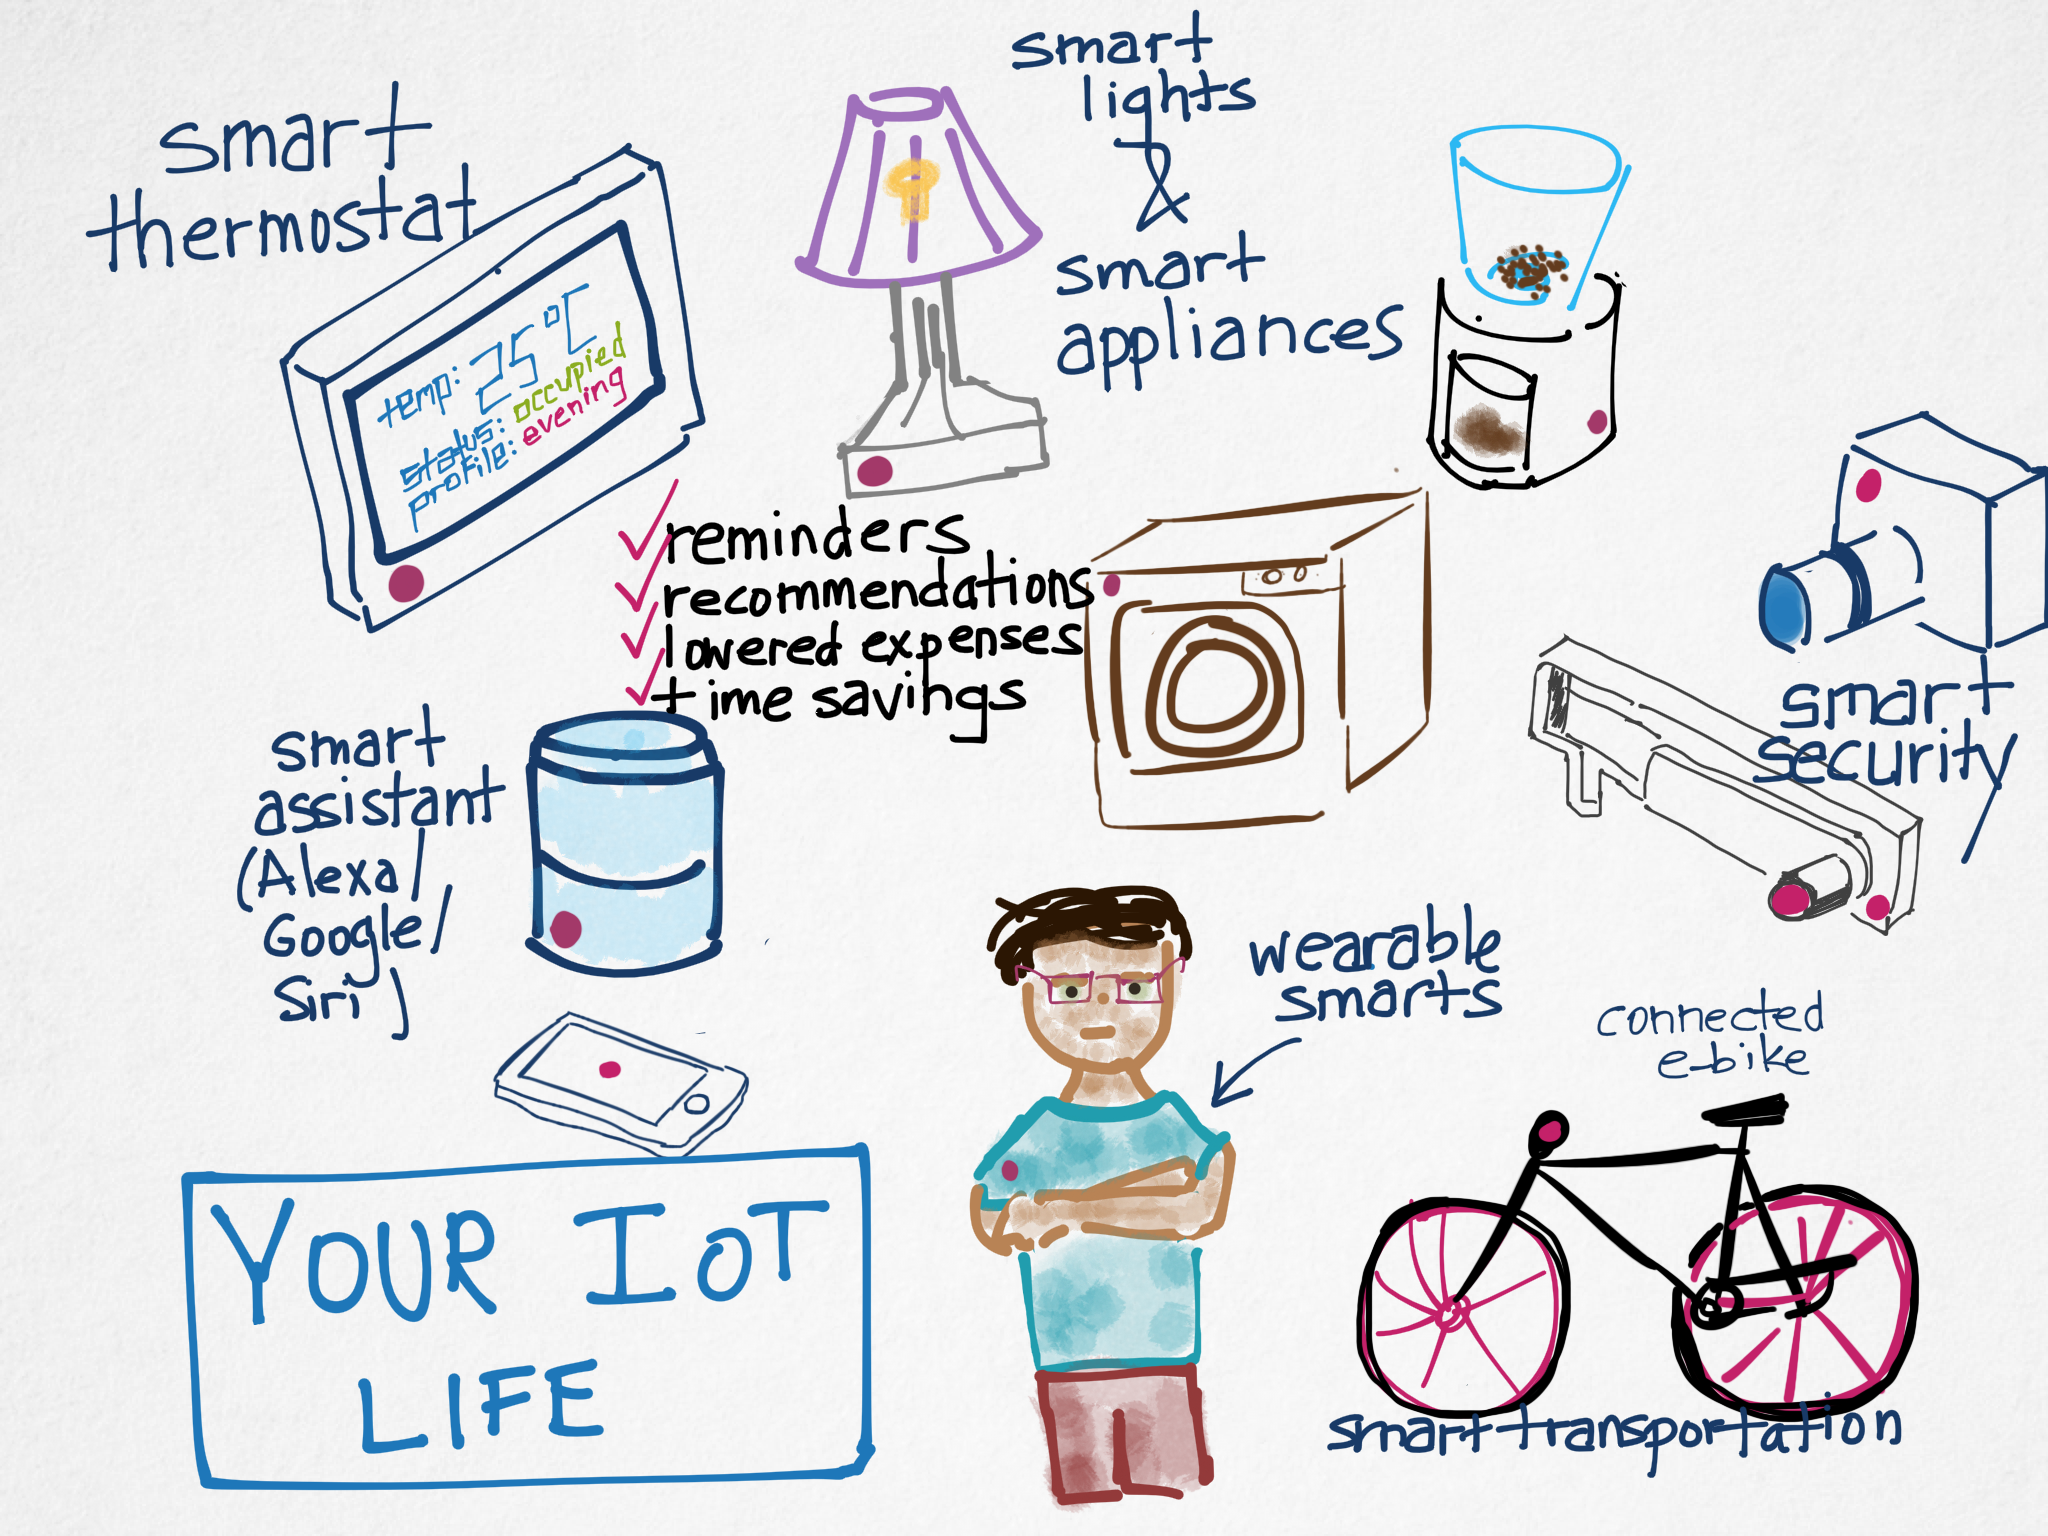 smart
thermostat
temp: 25°C
status: occupied
profile: evening
smart
lights
&
smart
appliances
reminders
recommendations
lowered expenses
time savings
smart
security
smart
assistant
(Alexa/
Google/
Siri)
wearable
smarts
connected
e-bike
smart transportation
YOUR IoT
LIFE